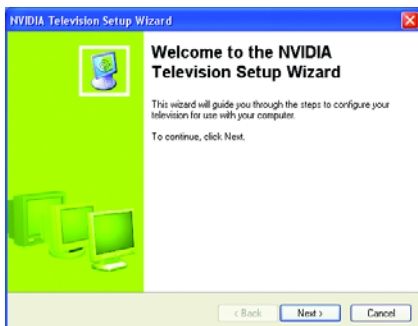 NVIDIA Television Setup Wizard
Welcome to the NVIDIA
Television Setup Wizard
This wizard will guide you through the steps to configure your
television for use with your computer.
To continue, click Next.
< Back Next > Cancel